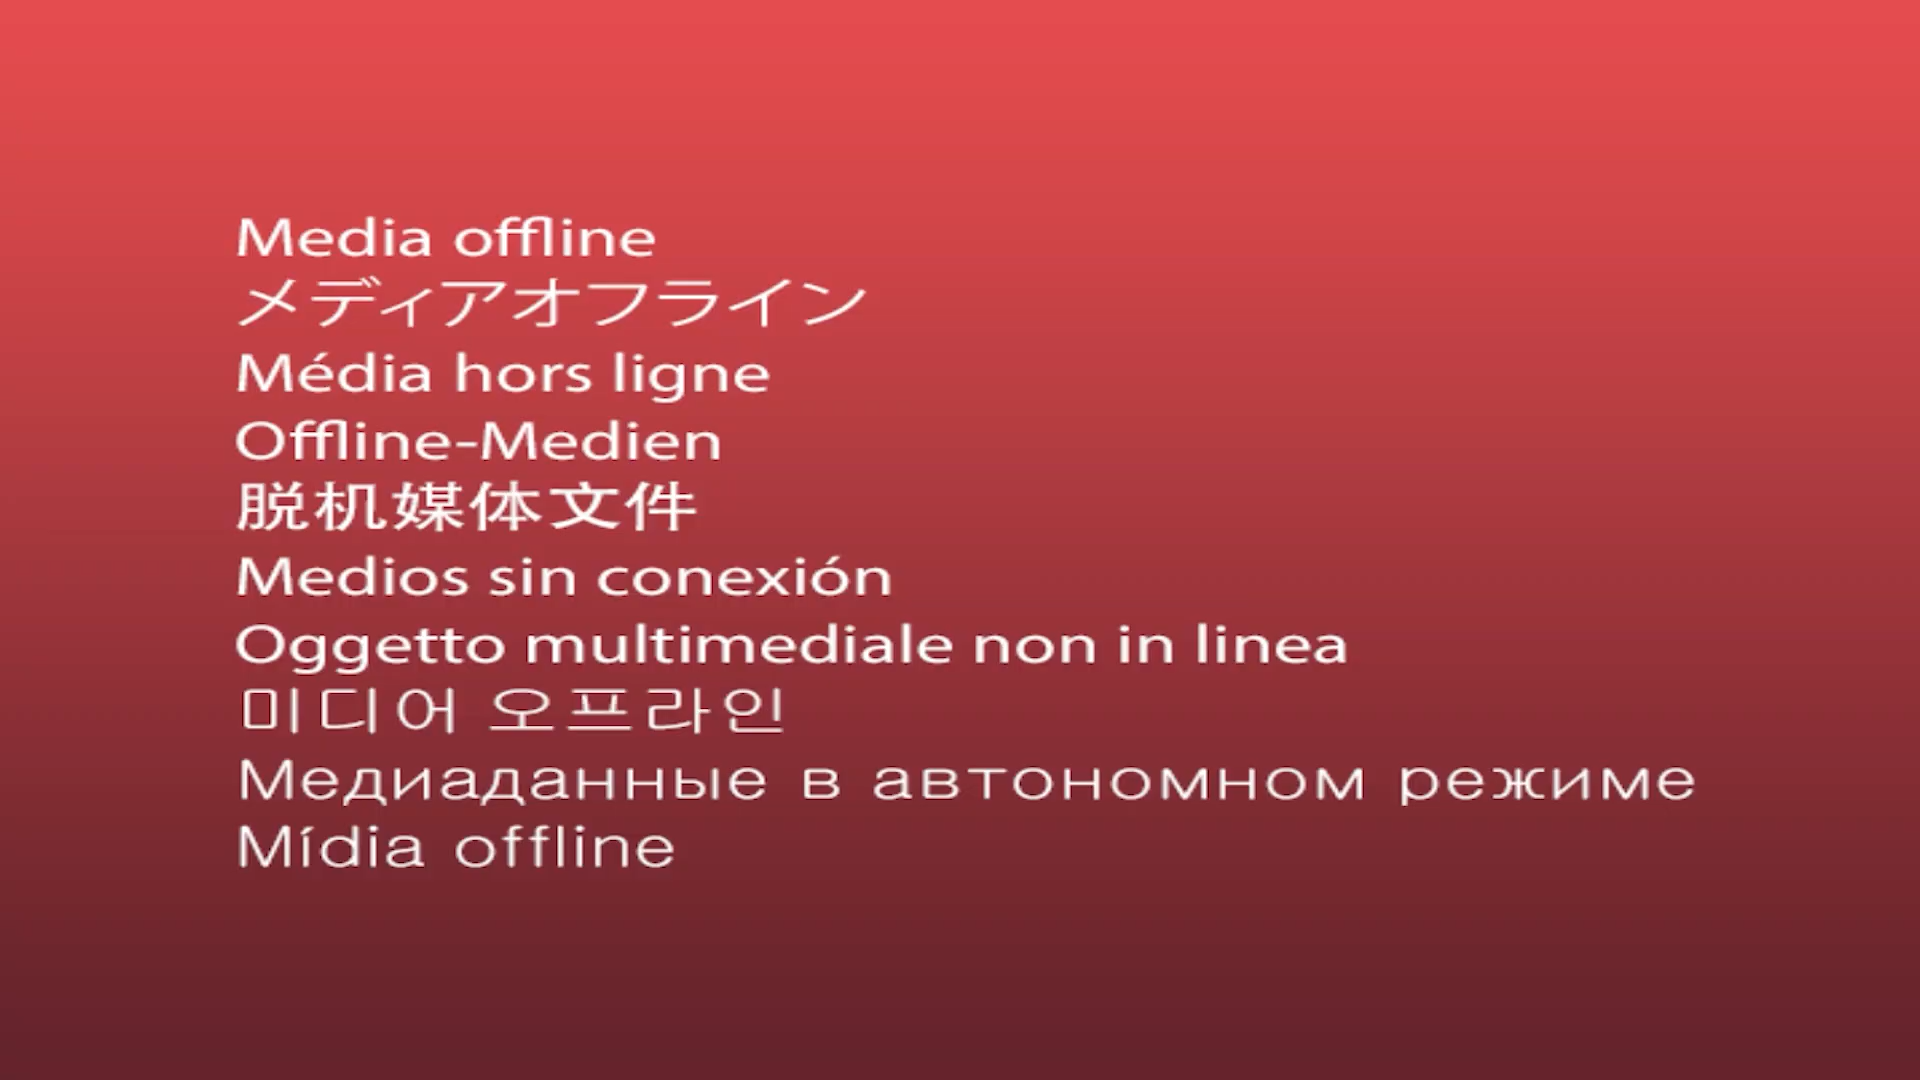 Media offline
メディアオフライン
Média hors ligne
Offline-Medien
脱机媒体文件
Medios sin conexión
Oggetto multimediale non in linea
미디어 오프라인
Медиаданные в автономном режиме
Mídia offline